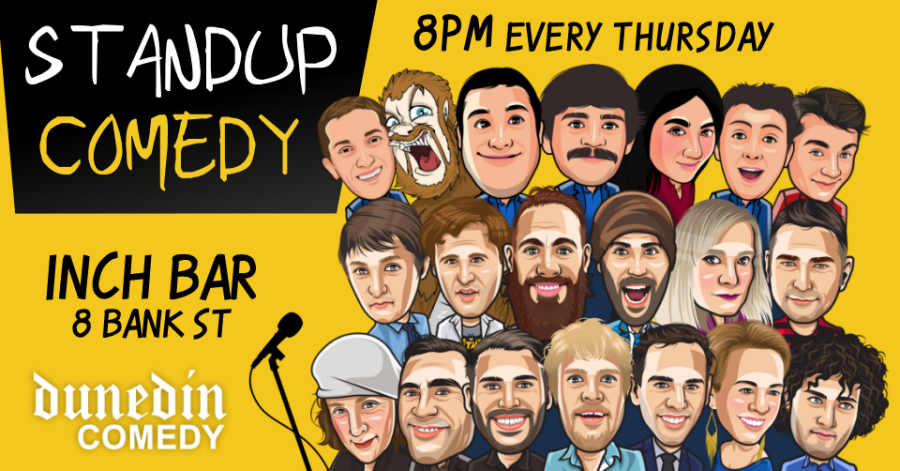 STANDUP
COMEDY
8PM EVERY THURSDAY
INCH BAR
8 BANK ST
dunedin
COMEDY